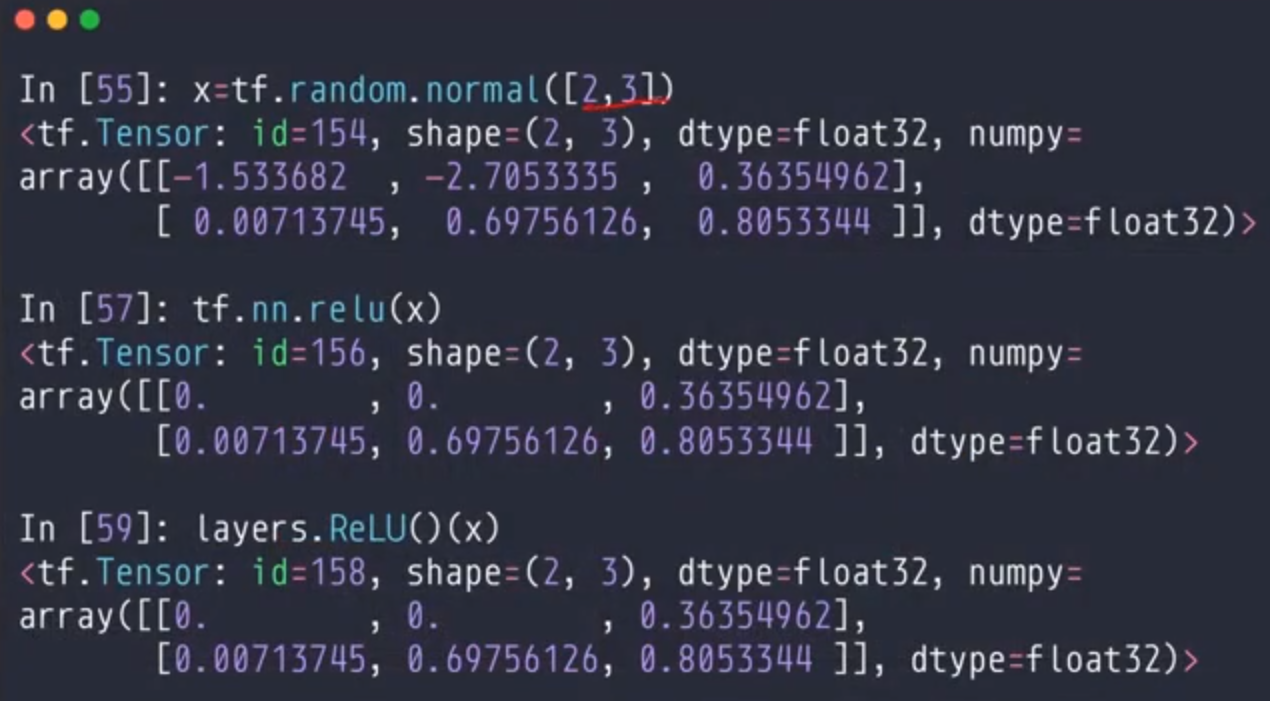 In [55]: x=tf.random.normal([2,3])
<tf.Tensor: id=154, shape=(2, 3), dtype=float32, numpy=
array([[-1.533682  , -2.7053335 ,  0.36354962],
       [ 0.00713745,  0.69756126,  0.8053344 ]], dtype=float32)>
In [57]: tf.nn.relu(x)
<tf.Tensor: id=156, shape=(2, 3), dtype=float32, numpy=
array([[0.        , 0.        , 0.36354962],
       [0.00713745, 0.69756126, 0.8053344 ]], dtype=float32)>
In [59]: layers.ReLU()(x)
<tf.Tensor: id=158, shape=(2, 3), dtype=float32, numpy=
array([[0.        , 0.        , 0.36354962],
       [0.00713745, 0.69756126, 0.8053344 ]], dtype=float32)>